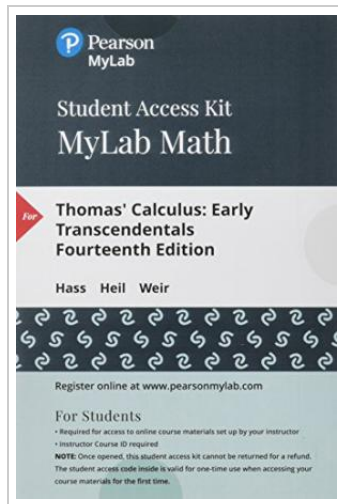 Pearson
MyLab
Student Access Kit
MyLab Math
For
Thomas' Calculus: Early
Transcendentals
Fourteenth Edition
Hass Heil Weir
Register online at www.pearsonmylab.com
For Students
• Required for access to online course materials set up by your instructor
• Instructor Course ID required
NOTE: Once opened, this student access kit cannot be returned for a refund.
The student access code inside is valid for one-time use when accessing your
course materials for the first time.